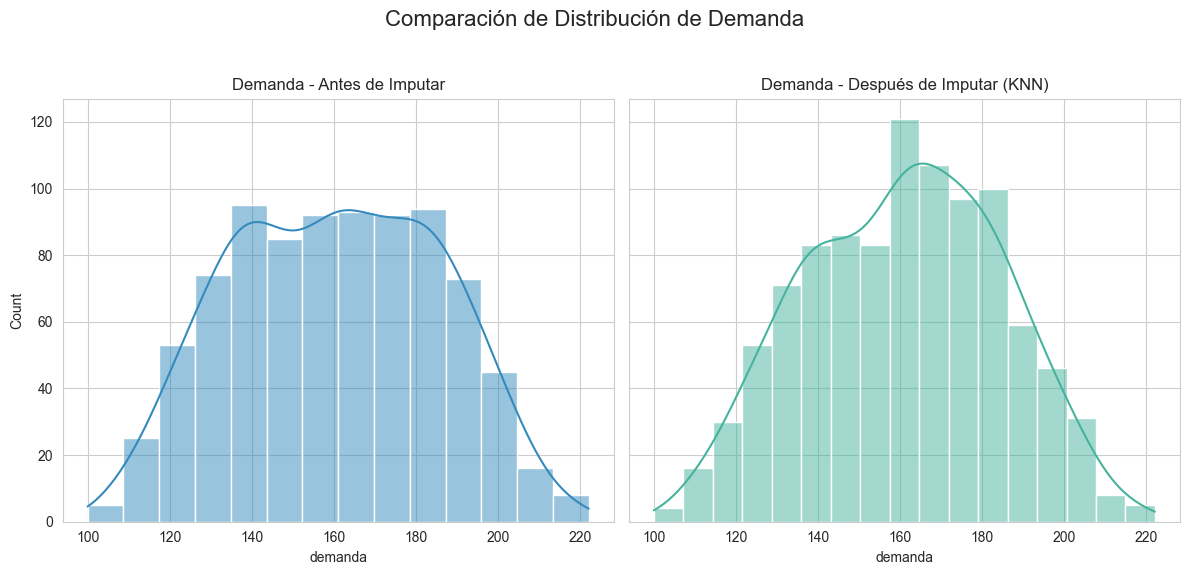 Comparación de Distribución de Demanda
Demanda - Antes de Imputar
Demanda - Después de Imputar (KNN)
120
100
80
60
40
20
0
Count
100 120 140 160 180 200 220
demanda
100 120 140 160 180 200 220
demanda